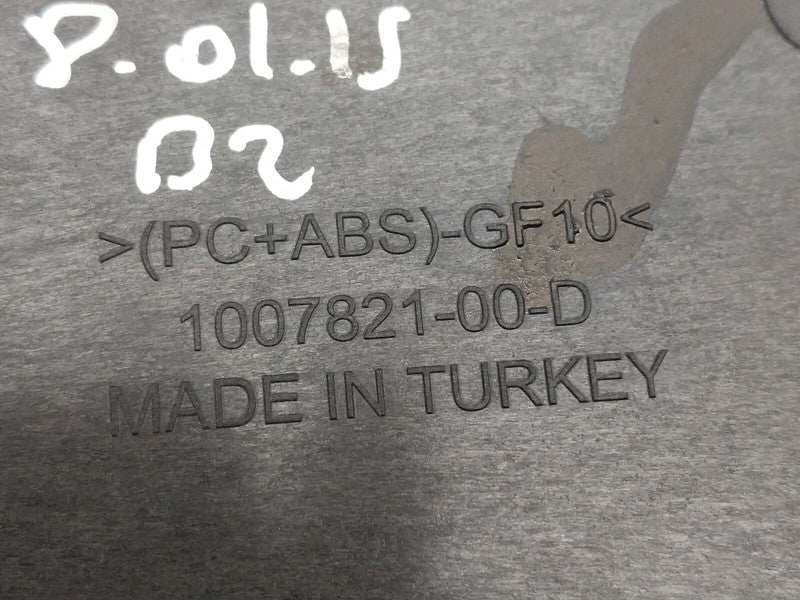 8.01.15
B2
>(PC+ABS)-GF10<
1007821-00-D
MADE IN TURKEY